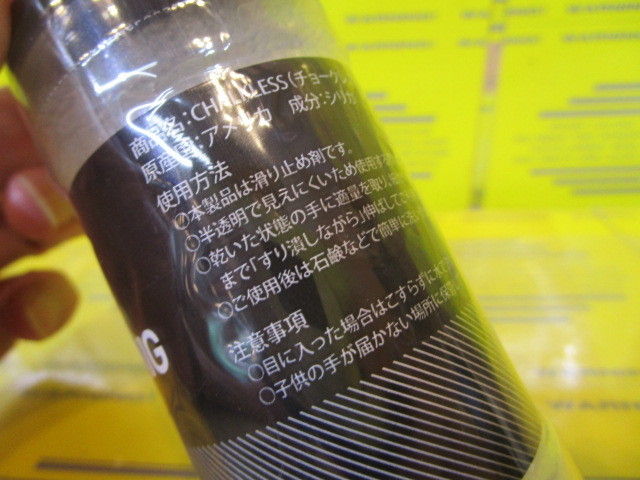 商品名:CHALKLESS(チョークレス
原産国:アメリカ 成分:シリカ
使用方法
○本製品は滑り止め剤です。
○半透明で見えにくいため使用す
○乾いた状態の手に適量を取り、
まで「すり潰しながら」伸ばして
○ご使用後は石鹸などで簡単に
注意事項
○目に入った場合はこすらずに
○子供の手が届かない場所に